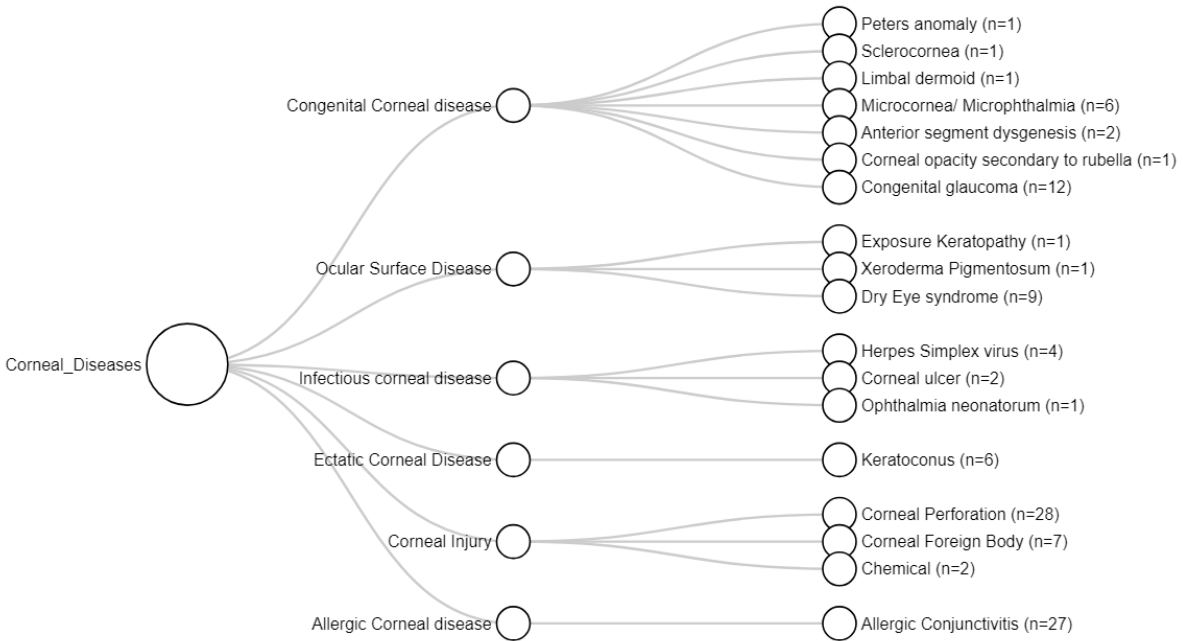 Peters anomaly (n=1)
Sclerocornea (n=1)
Limbal dermoid (n=1)
Congenital Corneal disease
Microcornea/ Microphthalmia (n=6)
Anterior segment dysgenesis (n=2)
Corneal opacity secondary to rubella (n=1)
Congenital glaucoma (n=12)
Exposure Keratopathy (n=1)
Ocular Surface Disease
Xeroderma Pigmentosum (n=1)
Dry Eye syndrome (n=9)
Corneal_Diseases
Herpes Simplex virus (n=4)
Infectious corneal disease
Corneal ulcer (n=2)
Ophthalmia neonatorum (n=1)
Ectatic Corneal Disease
Keratoconus (n=6)
Corneal Perforation (n=28)
Corneal Injury
Corneal Foreign Body (n=7)
Chemical (n=2)
Allergic Corneal disease
Allergic Conjunctivitis (n=27)